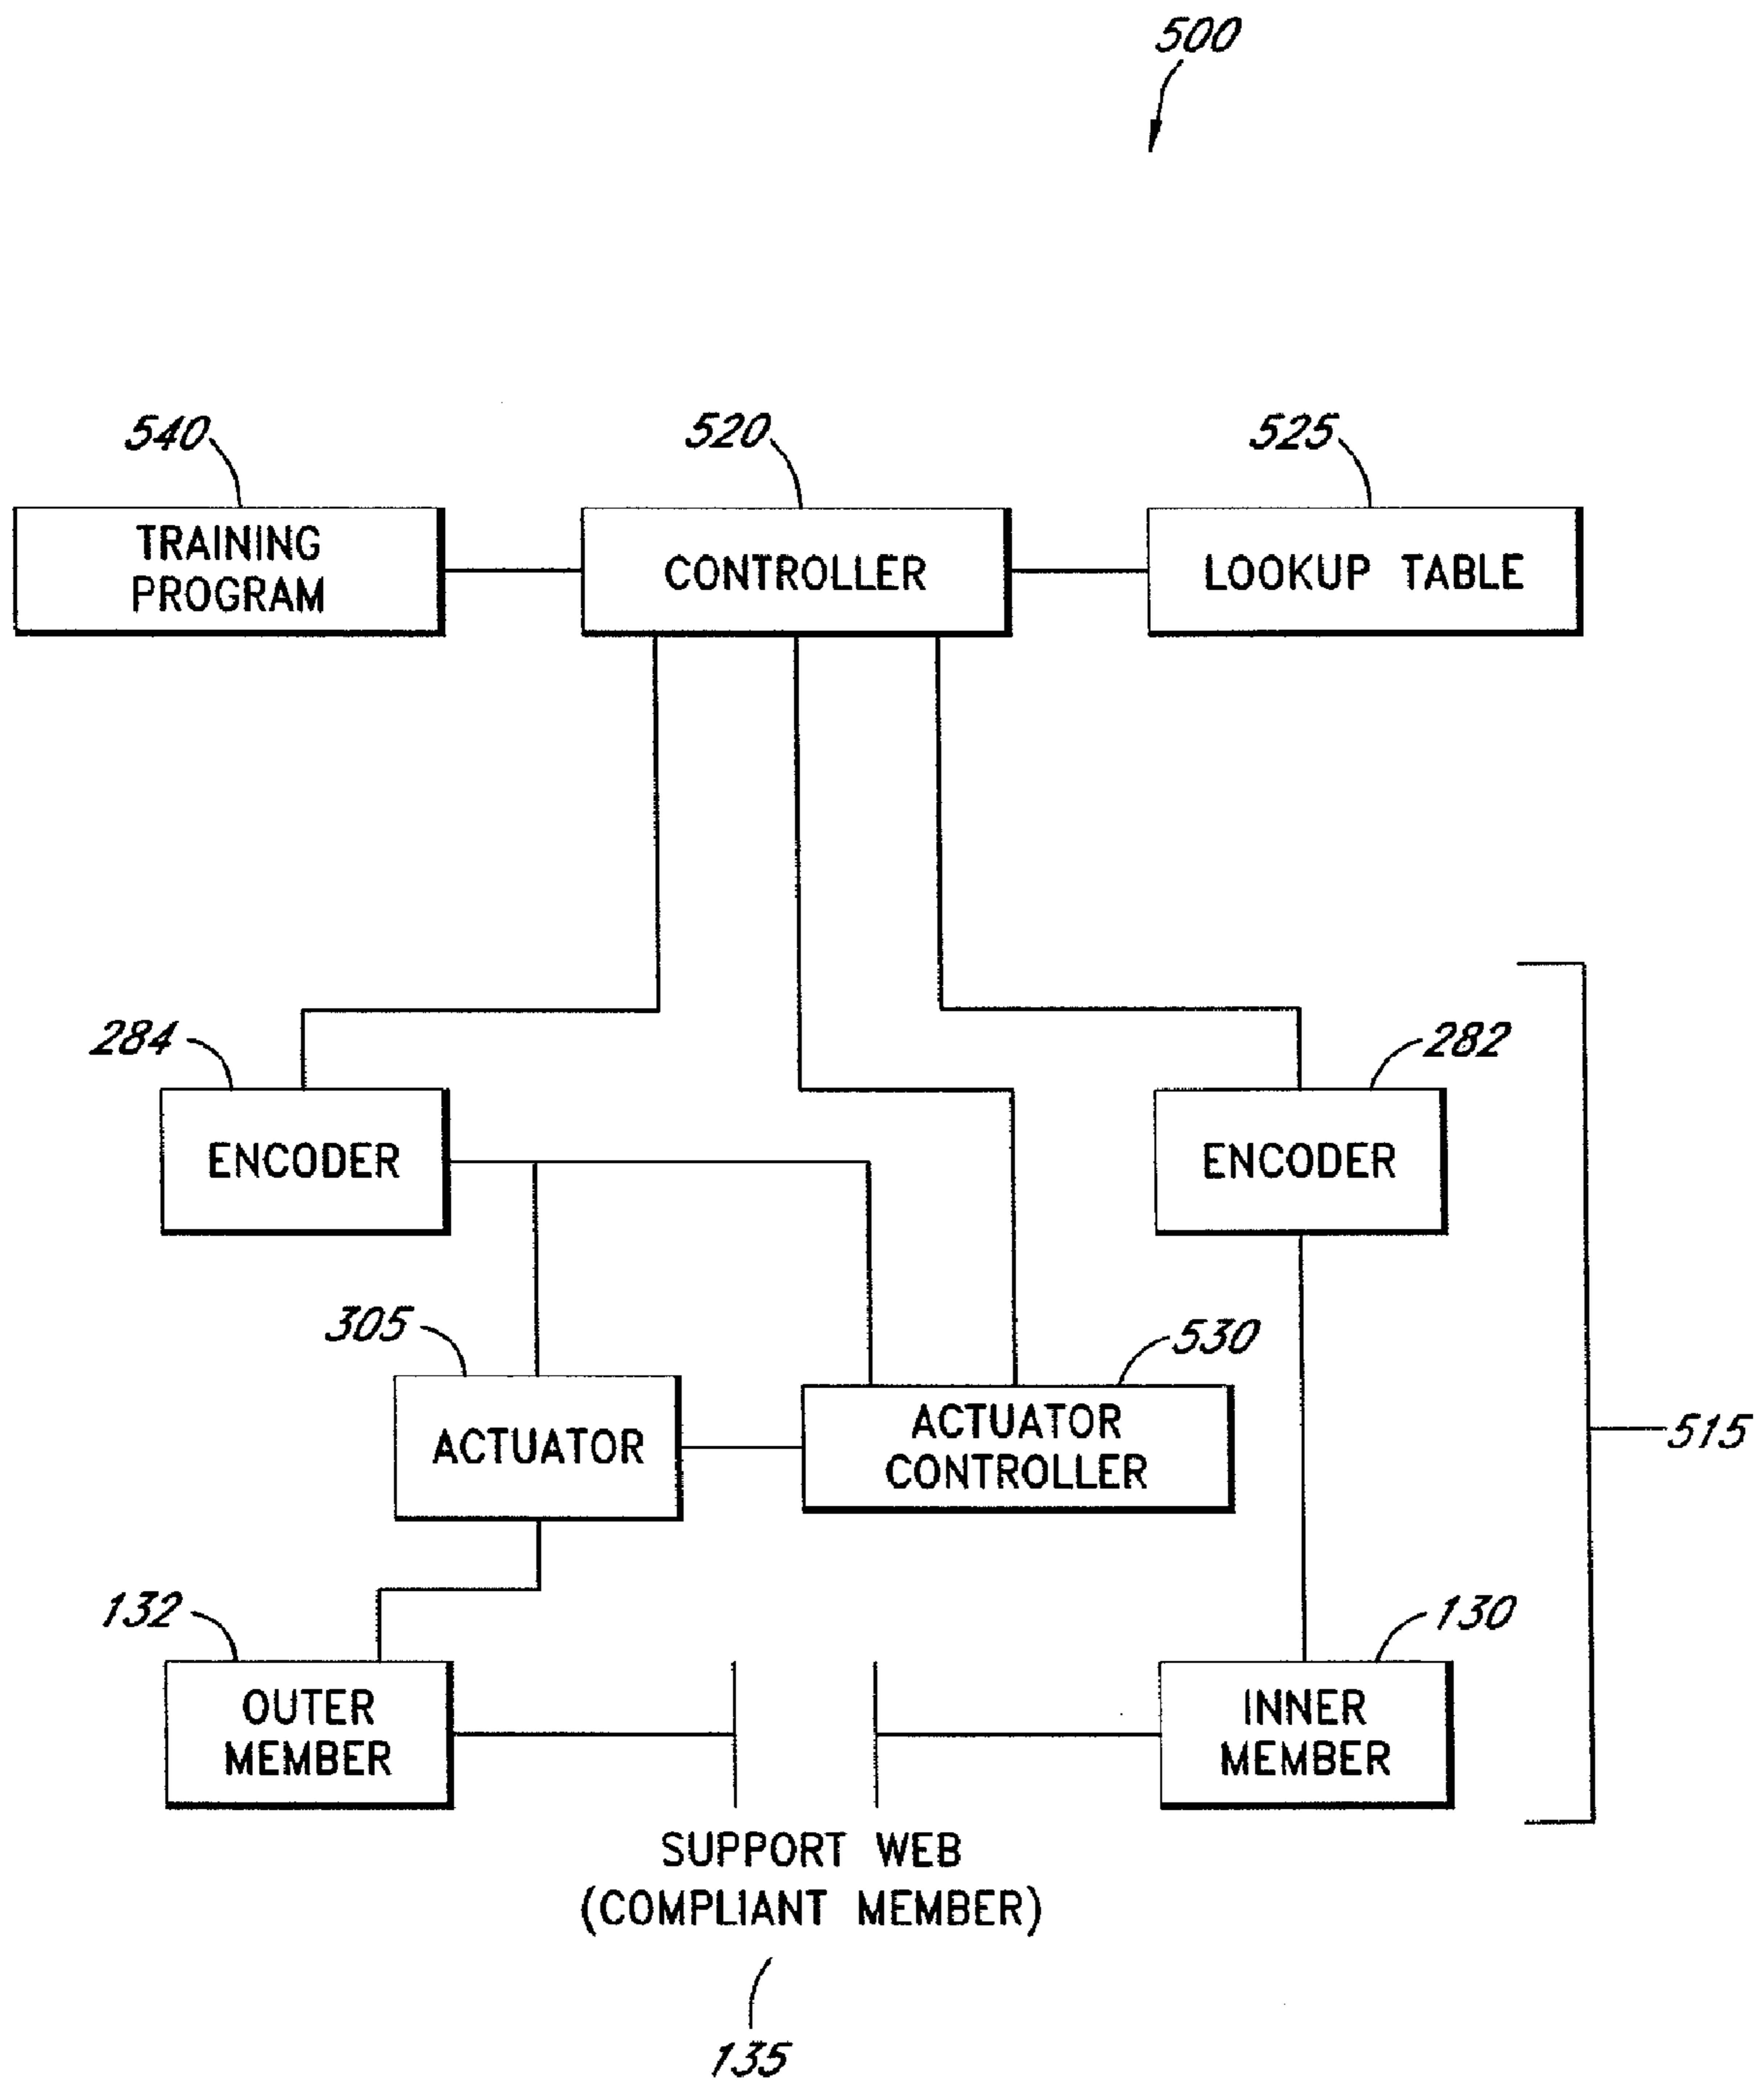 500
540
520
525
TRAINING
PROGRAM
CONTROLLER
LOOKUP TABLE
284
282
ENCODER
ENCODER
305
530
ACTUATOR
ACTUATOR
CONTROLLER
515
132
130
OUTER
MEMBER
INNER
MEMBER
SUPPORT WEB
(COMPLIANT MEMBER)
135